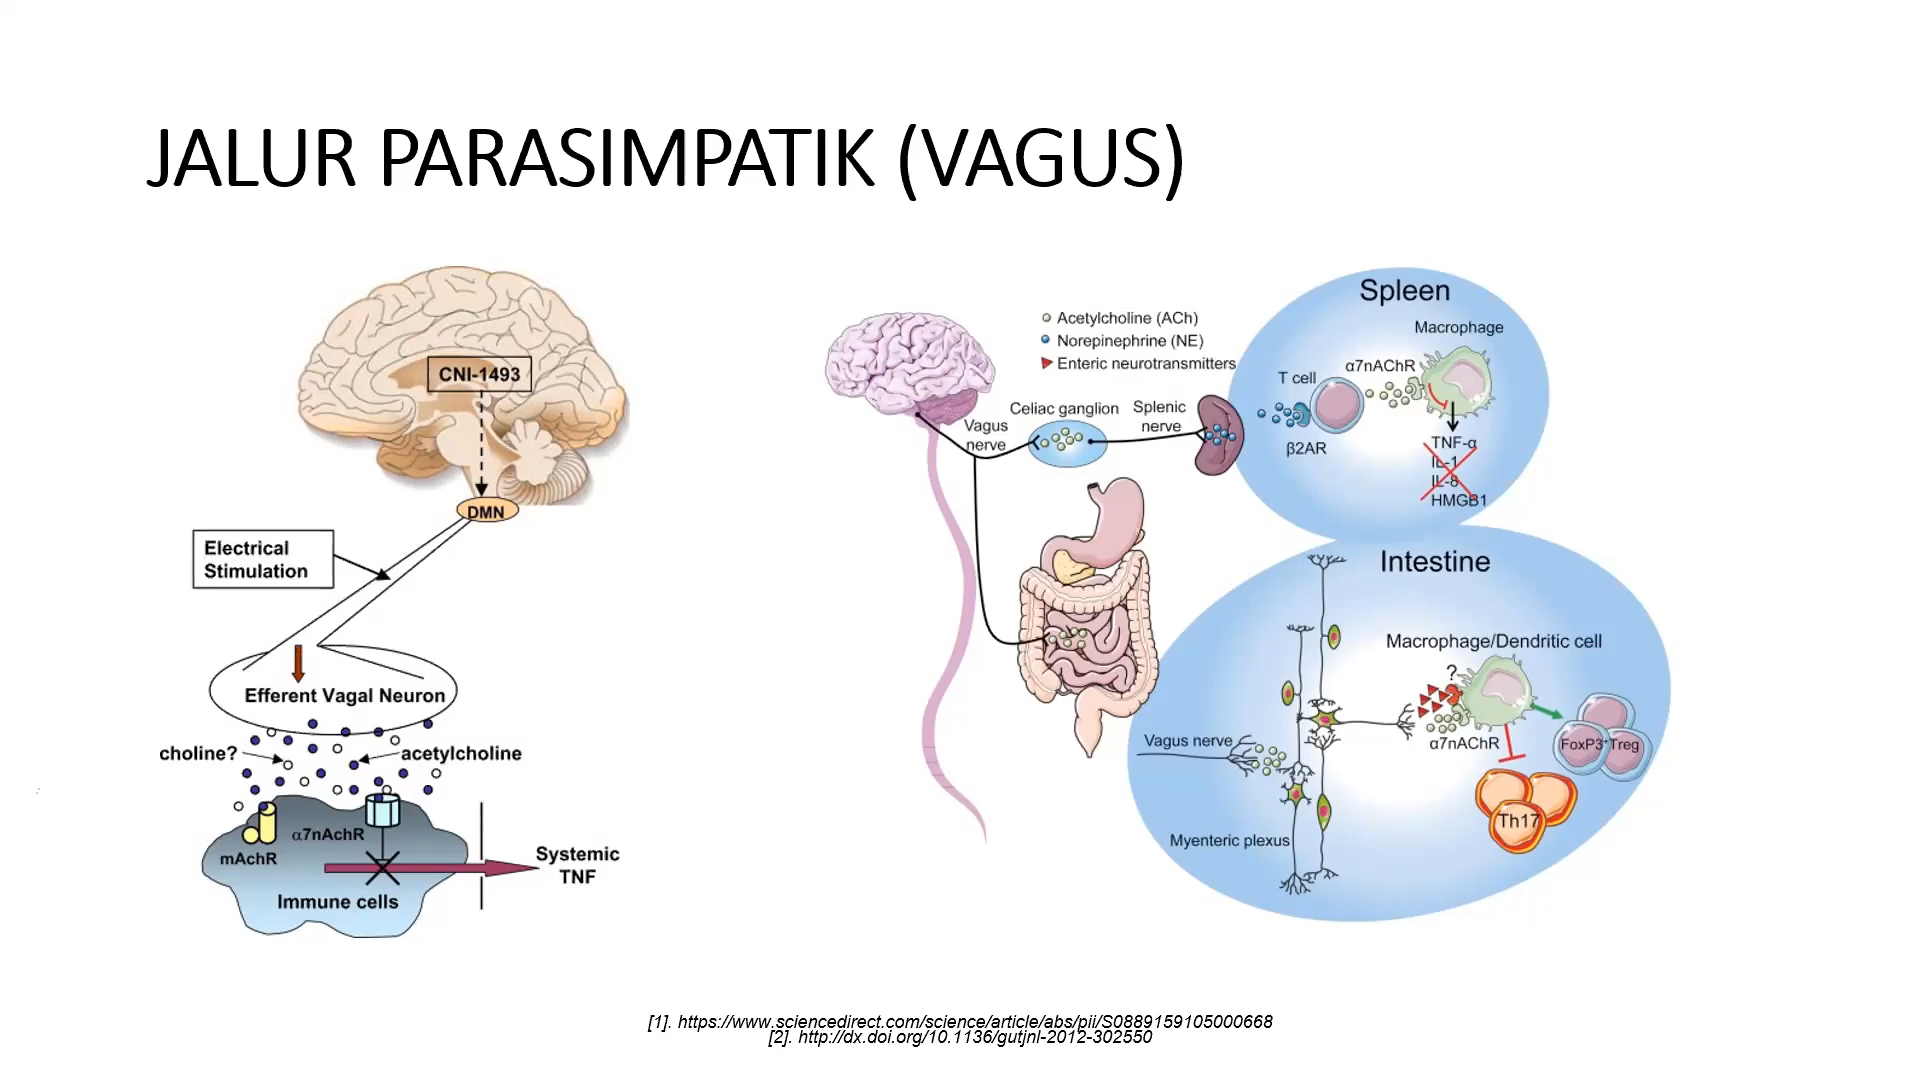 JALUR PARASIMPATIK (VAGUS)
CNI-1493
DMN
Electrical
Stimulation
Efferent Vagal Neuron
choline?
acetylcholine
α7nAchR
mAchR
Immune cells
Systemic
TNF
Acetylcholine (ACh)
Norepinephrine (NE)
Enteric neurotransmitters
Vagus
nerve
Celiac ganglion
Splenic
nerve
Spleen
Macrophage
α7nAChR
T cell
β2AR
TNF-α
IL-1
IL-8
HMGB1
Intestine
Macrophage/Dendritic cell
?
α7nAChR
FoxP3+Treg
Th17
Vagus nerve
Myenteric plexus
[1]. https://www.sciencedirect.com/science/article/abs/pii/S0889159105000668
[2]. http://dx.doi.org/10.1136/gutjnl-2012-302550